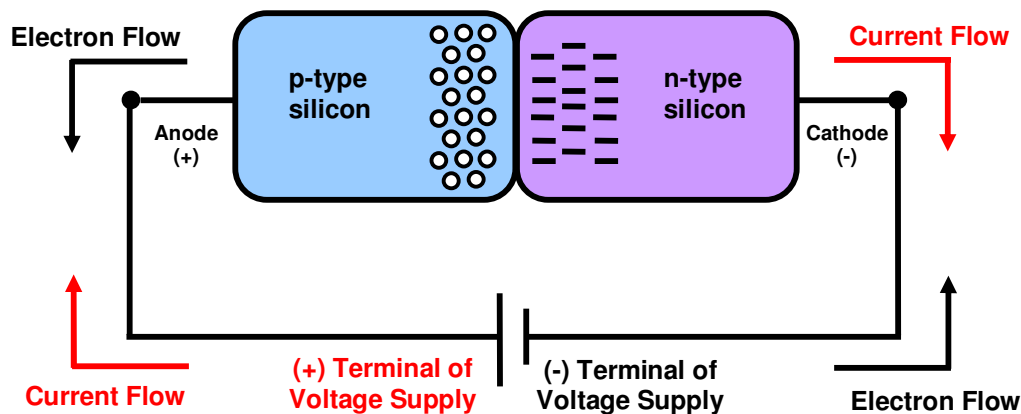 Electron Flow
Current Flow
p-type
silicon
n-type
silicon
Anode
(+)
Cathode
(-)
(+) Terminal of
Voltage Supply
(-) Terminal of
Voltage Supply
Current Flow
Electron Flow